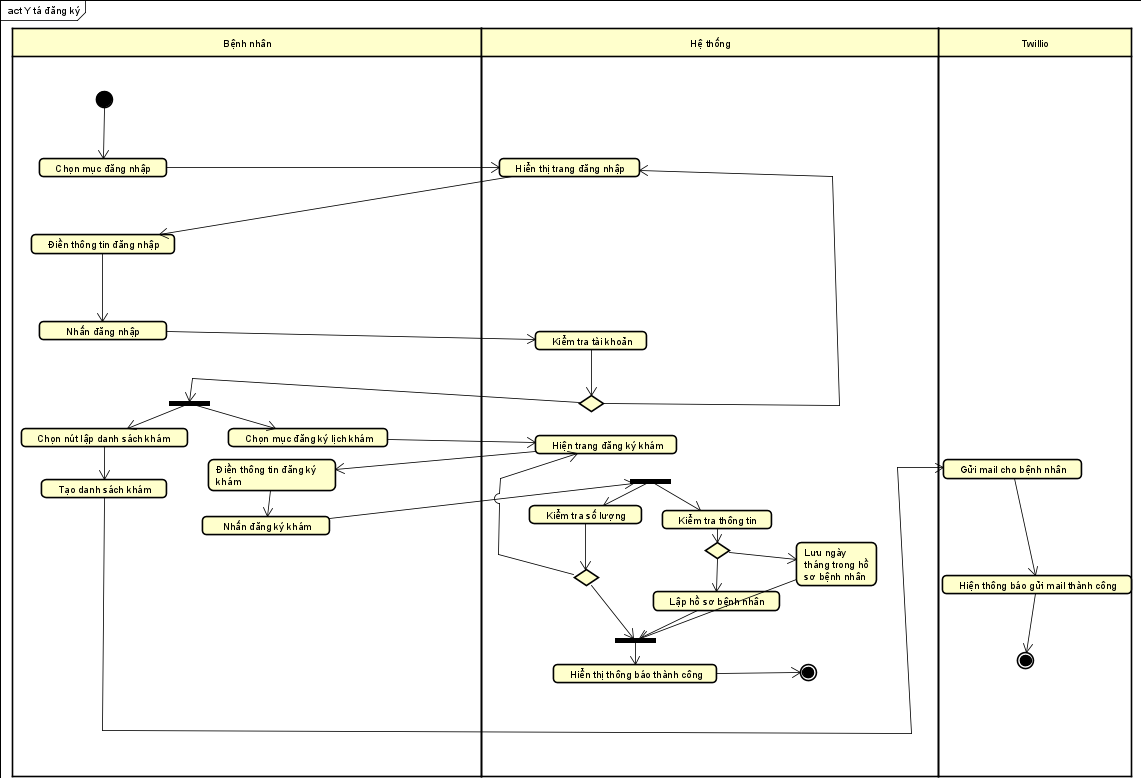 act Y tá đăng ký
Bệnh nhân
Hệ thống
Twillio
Chọn mục đăng nhập
Hiển thị trang đăng nhập
Điền thông tin đăng nhập
Nhấn đăng nhập
Kiểm tra tài khoản
Chọn nút lập danh sách khám
Chọn mục đăng ký lịch khám
Hiện trang đăng ký khám
Điền thông tin đăng ký
khám
Gửi mail cho bệnh nhân
Tạo danh sách khám
Nhấn đăng ký khám
Kiểm tra số lượng
Kiểm tra thông tin
Lưu ngày
tháng trong hồ
sơ bệnh nhân
Hiện thông báo gửi mail thành công
Lập hồ sơ bệnh nhân
Hiển thị thông báo thành công